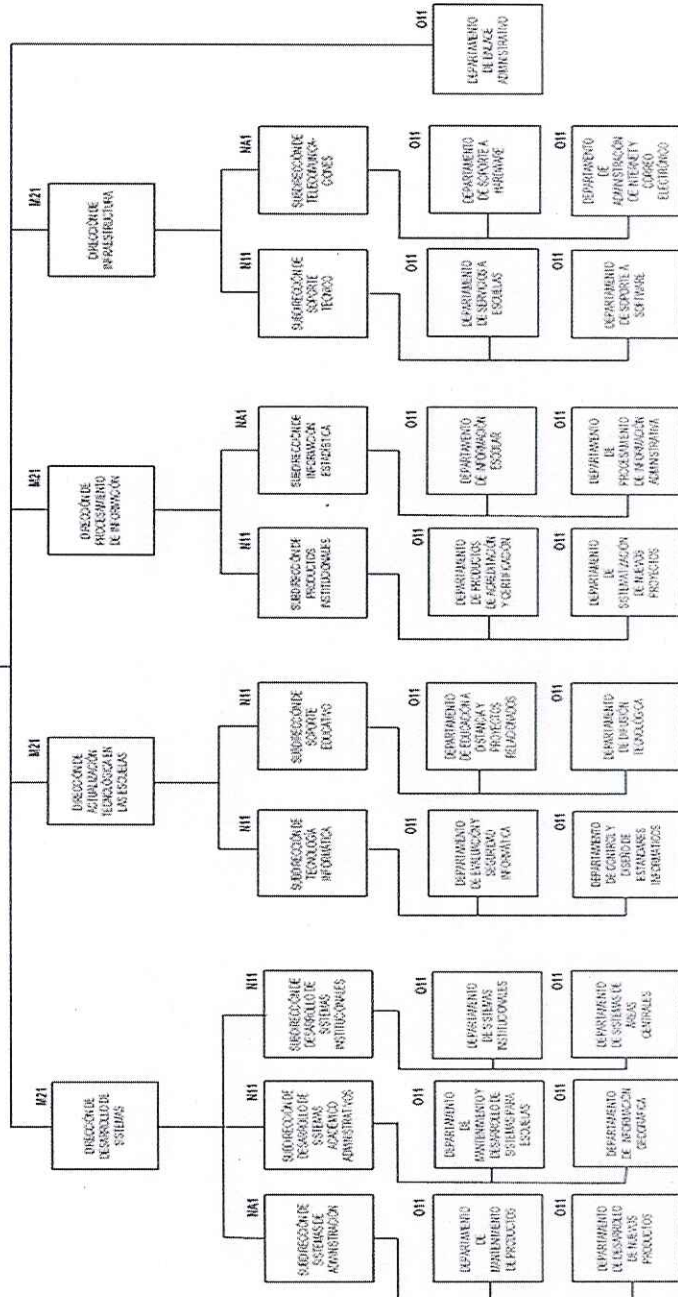 M21
DIRECCIÓN DE
DESARROLLO DE
SISTEMAS
M21
DIRECCIÓN DE
ACTUALIZACIÓN
TECNOLÓGICA EN
LAS ESCUELAS
M21
DIRECCIÓN DE
PROCESAMIENTO
DE INFORMACIÓN
M21
DIRECCIÓN DE
INFRAESTRUCTURA
NA1
SUBDIRECCIÓN DE
SISTEMAS DE
ADMINISTRACIÓN
N11
SUBDIRECCIÓN DE
DESARROLLO DE
SISTEMAS
ACADÉMICO
ADMINISTRATIVOS
N11
SUBDIRECCIÓN DE
DESARROLLO DE
SISTEMAS
INSTITUCIONALES
N11
SUBDIRECCIÓN DE
TECNOLOGÍA
INFORMÁTICA
N11
SUBDIRECCIÓN DE
SOPORTE
EDUCATIVO
N11
SUBDIRECCIÓN DE
PRODUCTOS
INSTITUCIONALES
NA1
SUBDIRECCIÓN DE
INFORMACIÓN
ESTADÍSTICA
N11
SUBDIRECCIÓN DE
SOPORTE
TÉCNICO
NA1
SUBDIRECCIÓN DE
TELECOMUNICA-
CIONES
O11
DEPARTAMENTO
DE
MANTENIMIENTO
DE PRODUCTOS
O11
DEPARTAMENTO
DE
MANTENIMIENTO Y
DESARROLLO DE
SISTEMAS PARA
ESCUELAS
O11
DEPARTAMENTO
DE SISTEMAS
INSTITUCIONALES
O11
DEPARTAMENTO
DE EVALUACIÓN Y
SEGURIDAD
INFORMÁTICA
O11
DEPARTAMENTO
DE EDUCACIÓN A
DISTANCIA Y
PROYECTOS
RELACIONADOS
O11
DEPARTAMENTO
DE PRODUCTOS
DE ACREDITACIÓN
Y CERTIFICACIÓN
O11
DEPARTAMENTO
DE INFORMACIÓN
ESCOLAR
O11
DEPARTAMENTO
DE SERVICIOS A
ESCUELAS
O11
DEPARTAMENTO
DE SOPORTE A
HARDWARE
O11
DEPARTAMENTO
DE ENLACE
ADMINISTRATIVO
O11
DEPARTAMENTO
DE DESARROLLO
DE NUEVOS
PRODUCTOS
O11
DEPARTAMENTO
DE INFORMACIÓN
GEOGRÁFICA
O11
DEPARTAMENTO
DE SISTEMAS DE
ÁREAS
CENTRALES
O11
DEPARTAMENTO
DE CONTROL Y
DISEÑO DE
ESTÁNDARES
INFORMÁTICOS
O11
DEPARTAMENTO
DE DIFUSIÓN
TECNOLÓGICA
O11
DEPARTAMENTO
DE
SISTEMATIZACIÓN
DE NUEVOS
PROYECTOS
O11
DEPARTAMENTO
DE
PROCESAMIENTO
DE INFORMACIÓN
ADMINISTRATIVA
O11
DEPARTAMENTO
DE SOPORTE A
SOFTWARE
O11
DEPARTAMENTO
DE
ADMINISTRACIÓN
DE INTERNET Y
CORREO
ELECTRÓNICO